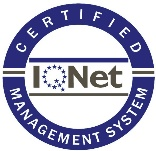 CERTIFIED
IQNet
MANAGEMENT SYSTEM